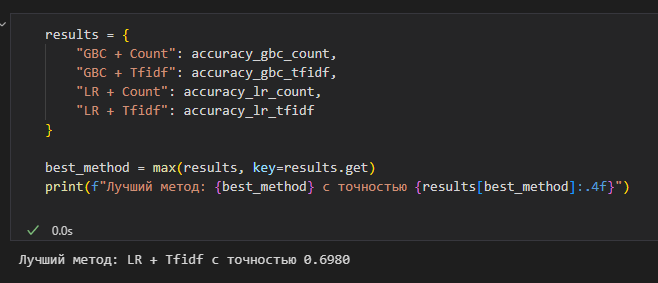 results = {
    "GBC + Count": accuracy_gbc_count,
    "GBC + Tfidf": accuracy_gbc_tfidf,
    "LR + Count": accuracy_lr_count,
    "LR + Tfidf": accuracy_lr_tfidf
}
best_method = max(results, key=results.get)
print(f"Лучший метод: {best_method} с точностью {results[best_method]:.4f}")
0.0s
Лучший метод: LR + Tfidf с точностью 0.6980